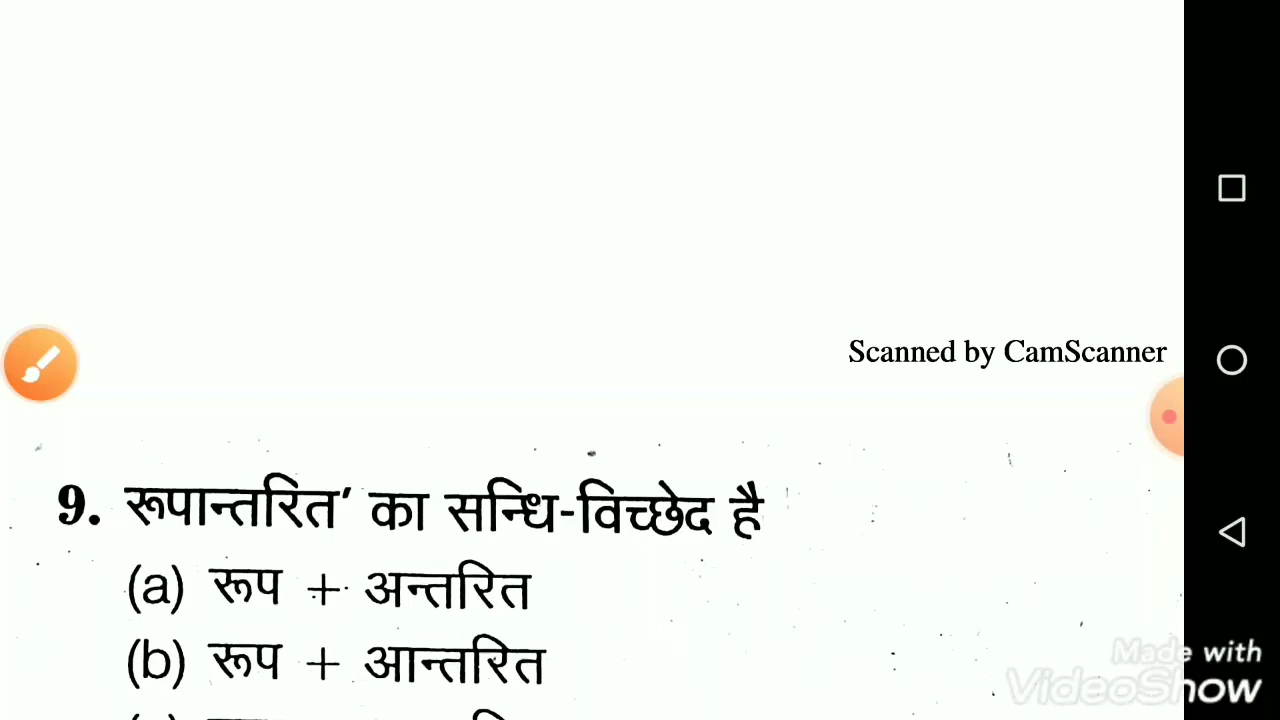 Scanned by CamScanner
9. रूपान्तरित’ का सन्धि-विच्छेद है
(a) रूप + अन्तरित
(b) रूप + आन्तरित
Made with
VideoShow